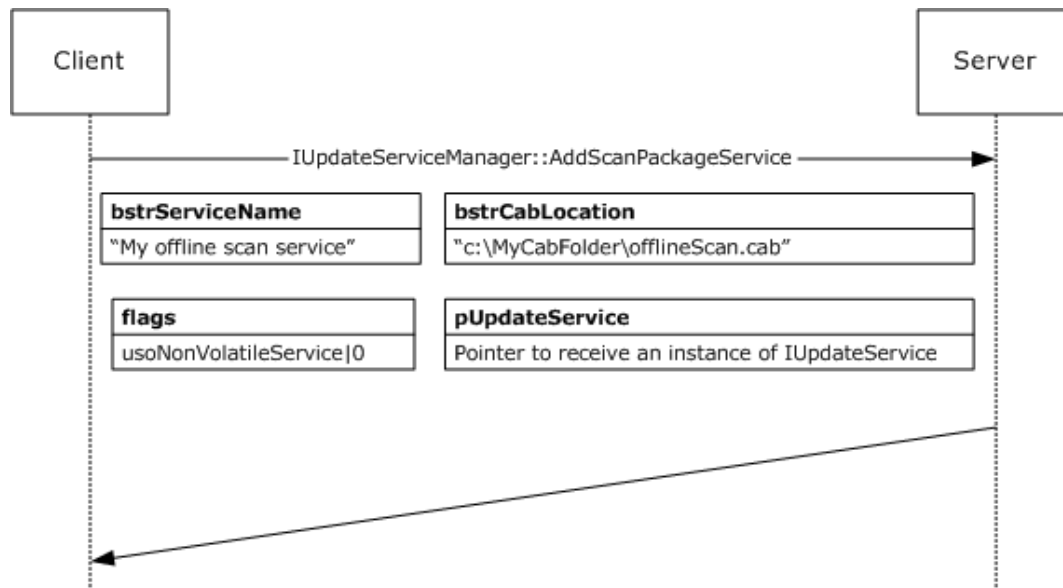 Client
Server
IUpdateServiceManager::AddScanPackageService
bstrServiceName
bstrCabLocation
“My offline scan service”
“c:\MyCabFolder\offlineScan.cab”
flags
pUpdateService
usoNonVolatileService|0
Pointer to receive an instance of IUpdateService